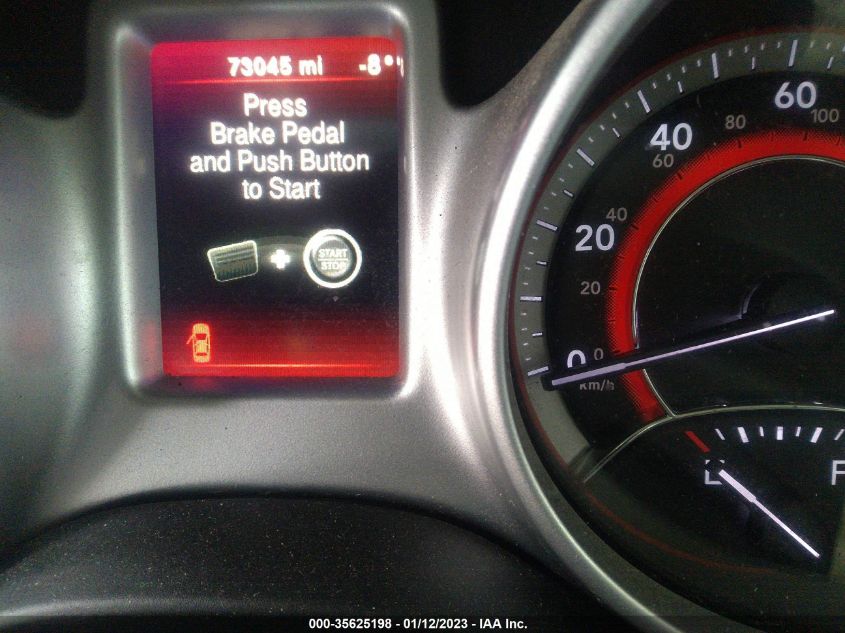 73045 mi -8°
Press
Brake Pedal
and Push Button
to Start
START
STOP
60
100
40
80
60
20
40
20
0
0
km/h
E
F
000-35625198 - 01/12/2023 - IAA Inc.